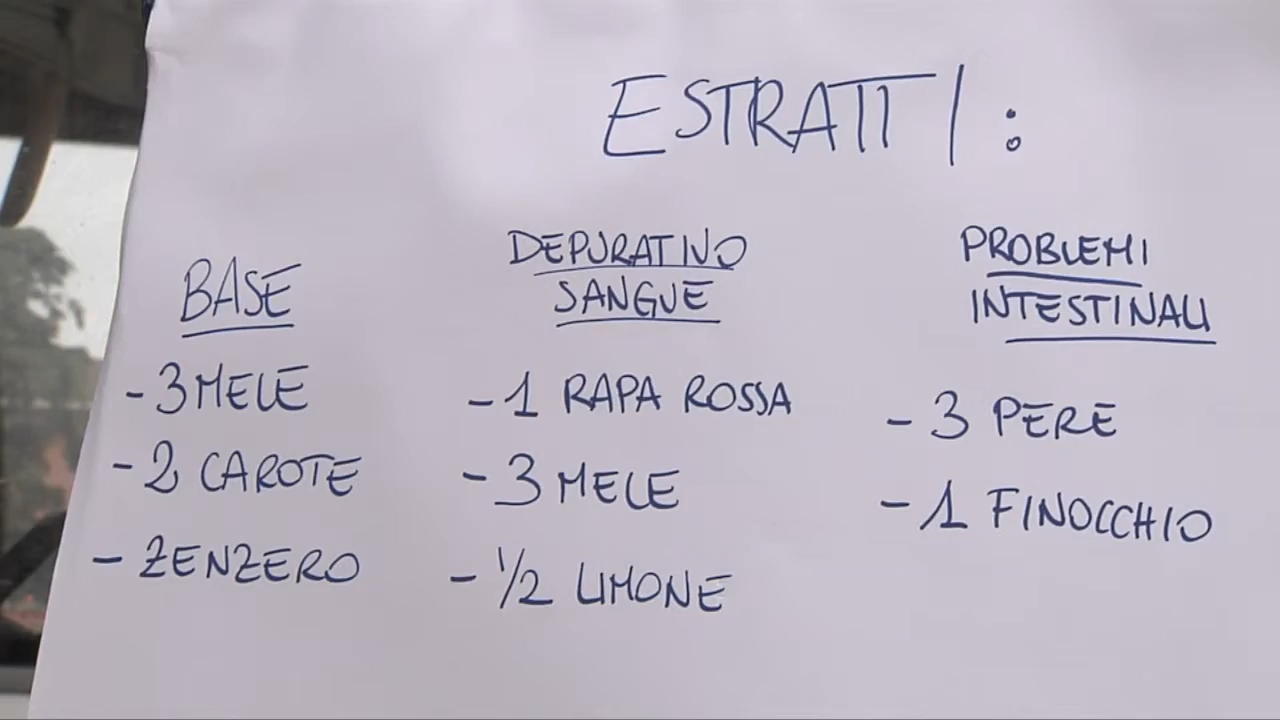 ESTRATTI:
BASE
- 3 MELE
- 2 CAROTE
- ZENZERO
DEPURATIVO
SANGUE
- 1 RAPA ROSSA
- 3 MELE
- 1/2 LIMONE
PROBLEMI
INTESTINALI
- 3 PERE
- 1 FINOCCHIO